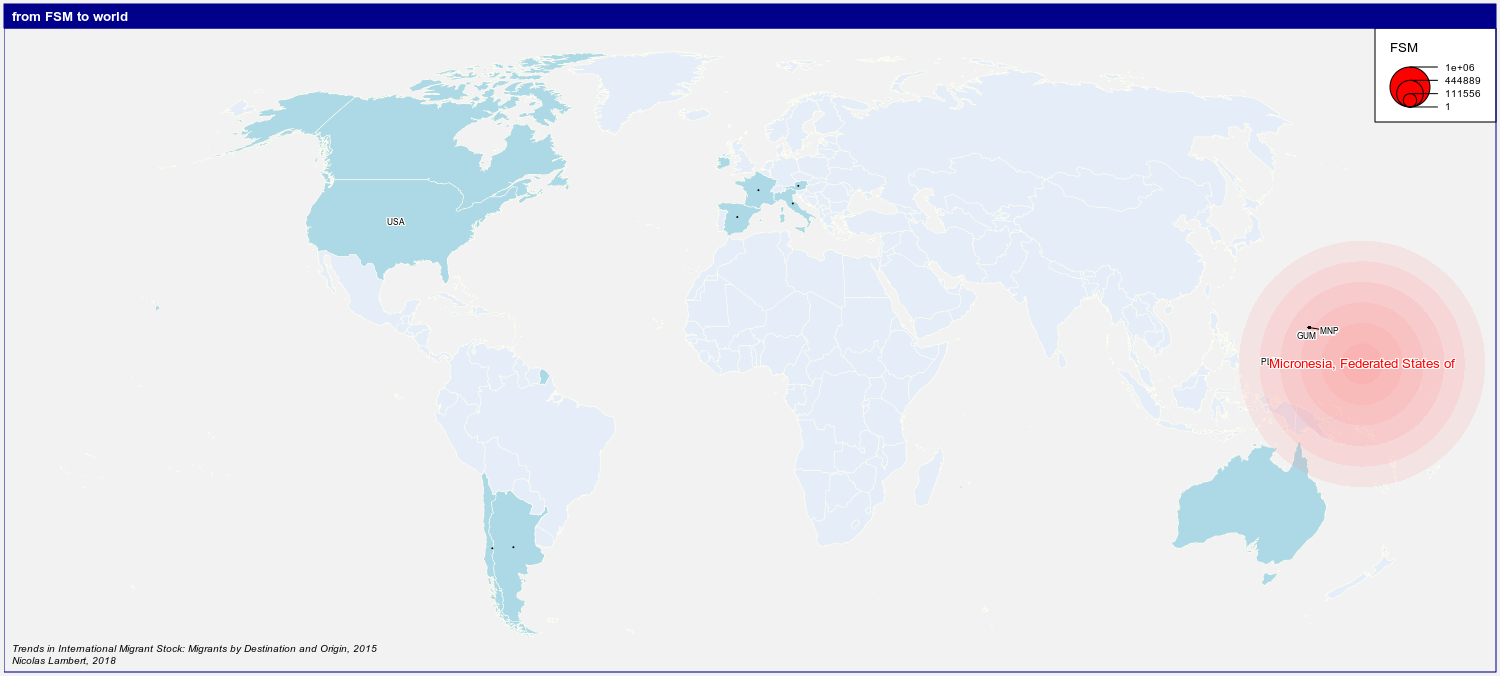 from FSM to world
FSM
1e+06
444889
111556
1
USA
MNP
GUM
Micronesia, Federated States of
Trends in International Migrant Stock: Migrants by Destination and Origin, 2015
Nicolas Lambert, 2018